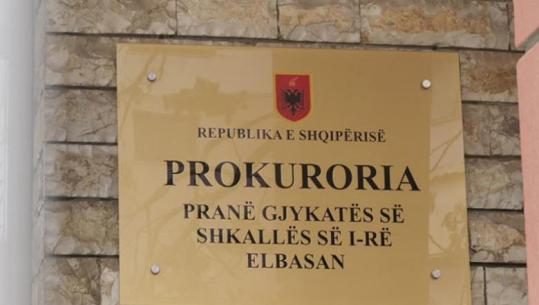 REPUBLIKA E SHQIPËRISË
PROKURORIA
PRANË GJYKATËS SË
SHKALLËS SË I-RË
ELBASAN